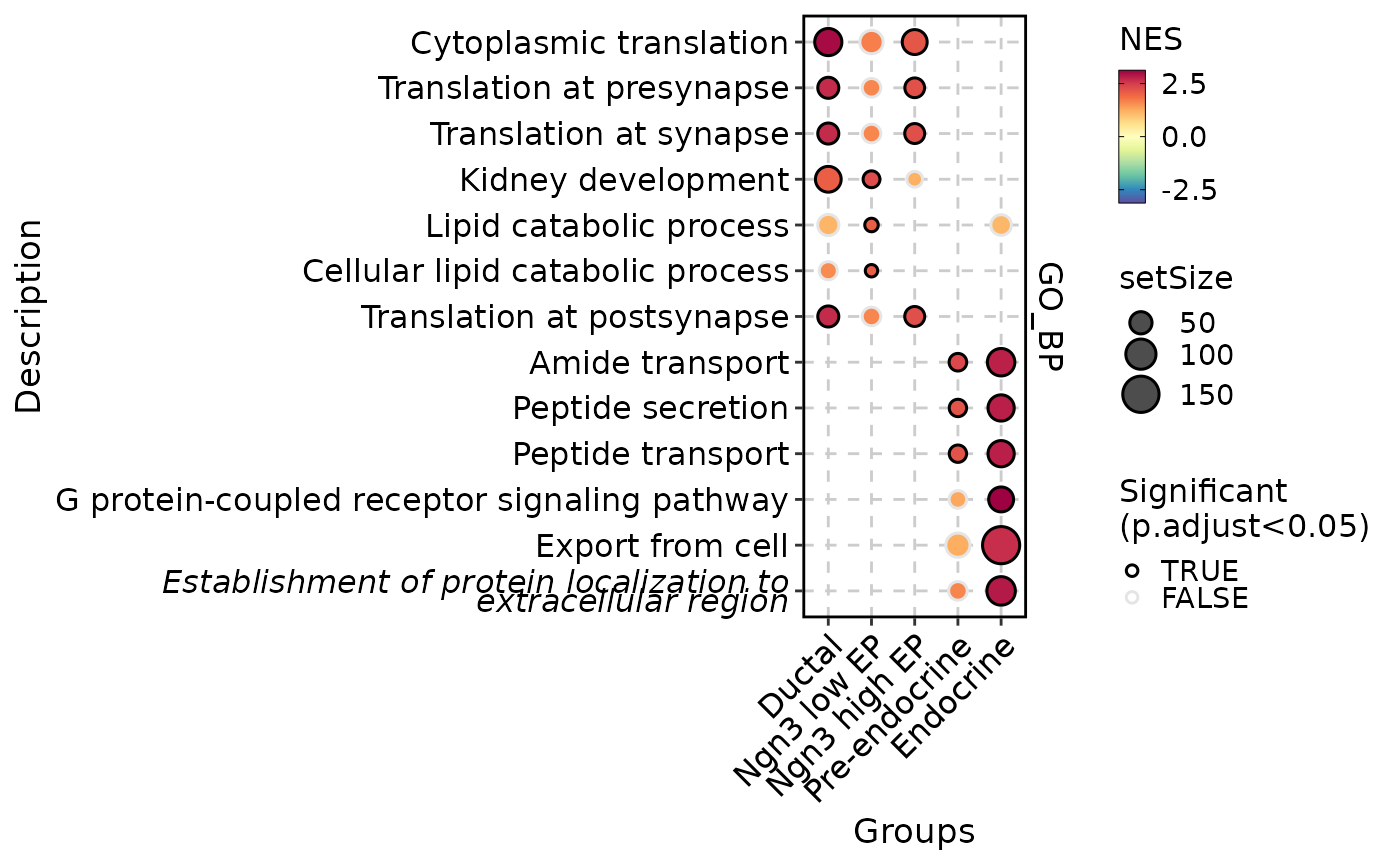 Description
Cytoplasmic translation
Translation at presynapse
Translation at synapse
Kidney development
Lipid catabolic process
Cellular lipid catabolic process
Translation at postsynapse
Amide transport
Peptide secretion
Peptide transport
G protein-coupled receptor signaling pathway
Export from cell
Establishment of protein localization to
extracellular region
Ductal
Ngn3 low EP
Ngn3 high EP
Pre-endocrine
Endocrine
Groups
GO_BP
NES
2.5
0.0
-2.5
setSize
50
100
150
Significant
(p.adjust<0.05)
TRUE
FALSE